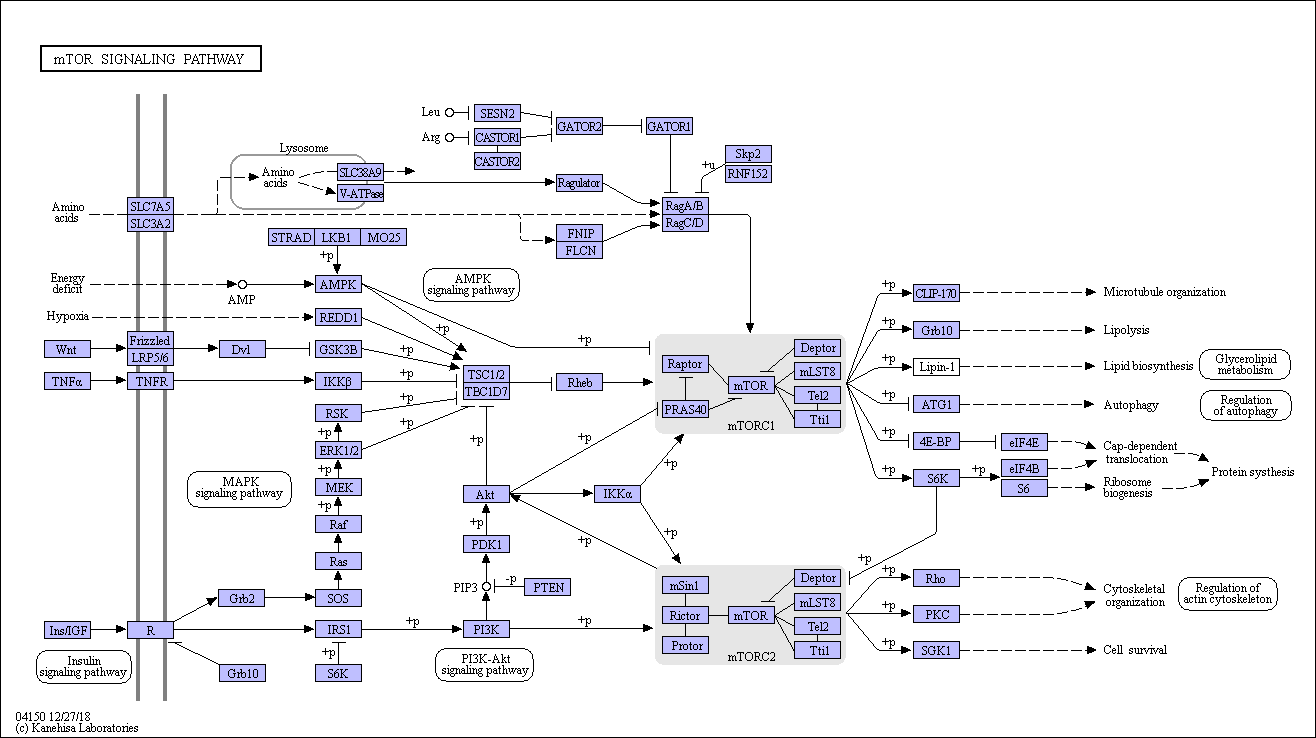 mTOR SIGNALING PATHWAY
Leu
SESN2
GATOR2
GATOR1
Arg
CASTOR1
CASTOR2
Skp2
RNF152
+u
Lysosome
Amino
acids
SLC38A9
V-ATPase
Ragulator
RagA/B
RagC/D
Amino
acids
SLC7A5
SLC3A2
FNIP
FLCN
STRAD
LKB1
MO25
+p
Energy
deficit
AMP
AMPK
AMPK
signaling pathway
Hypoxia
REDD1
+p
Wnt
Frizzled
LRP5/6
Dvl
GSK3B
+p
TNFα
TNFR
IKKβ
+p
TSC1/2
TBC1D7
Rheb
+p
RSK
+p
+p
ERK1/2
+p
+p
MEK
+p
Raf
Ras
MAPK
signaling pathway
Grb2
SOS
Ins/IGF
R
IRS1
+p
PI3K
+p
Insulin
signaling pathway
Grb10
+p
S6K
PI3K-Akt
signaling pathway
PIP3
-p
PTEN
PDK1
+p
Akt
+p
+p
+p
IKKα
+p
+p
Raptor
PRAS40
mTOR
Deptor
mLST8
Tel2
Tti1
mTORC1
mSin1
Rictor
Protor
mTOR
Deptor
mLST8
Tel2
Tti1
mTORC2
+p
CLIP-170
Microtubule organization
+p
Grb10
Lipolysis
+p
Lipin-1
Lipid biosynthesis
Glycerolipid
metabolism
+p
ATG1
Autophagy
Regulation
of autophagy
+p
4E-BP
eIF4E
Cap-dependent
translocation
+p
S6K
+p
eIF4B
S6
Ribosome
biogenesis
Protein systhesis
+p
+p
Rho
Cytoskeletal
organization
Regulation of
actin cytoskeleton
+p
PKC
+p
SGK1
Cell survival
04150 12/27/18
(c) Kanehisa Laboratories